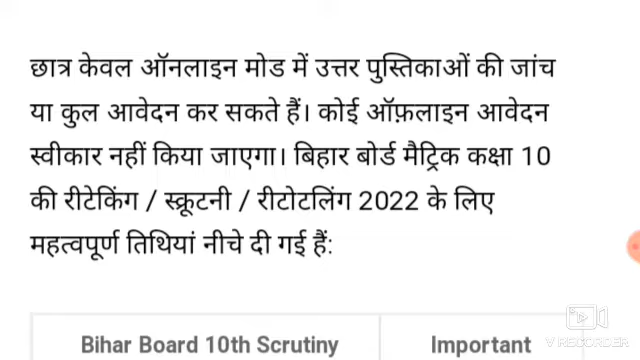 छात्र केवल ऑनलाइन मोड में उत्तर पुस्तिकाओं की जांच
या कुल आवेदन कर सकते हैं। कोई ऑफ़लाइन आवेदन
स्वीकार नहीं किया जाएगा। बिहार बोर्ड मैट्रिक कक्षा 10
की रीटेकिंग / स्क्रूटनी / रीटोटलिंग 2022 के लिए
महत्वपूर्ण तिथियां नीचे दी गई हैं:
Bihar Board 10th Scrutiny Important
V RECORDER